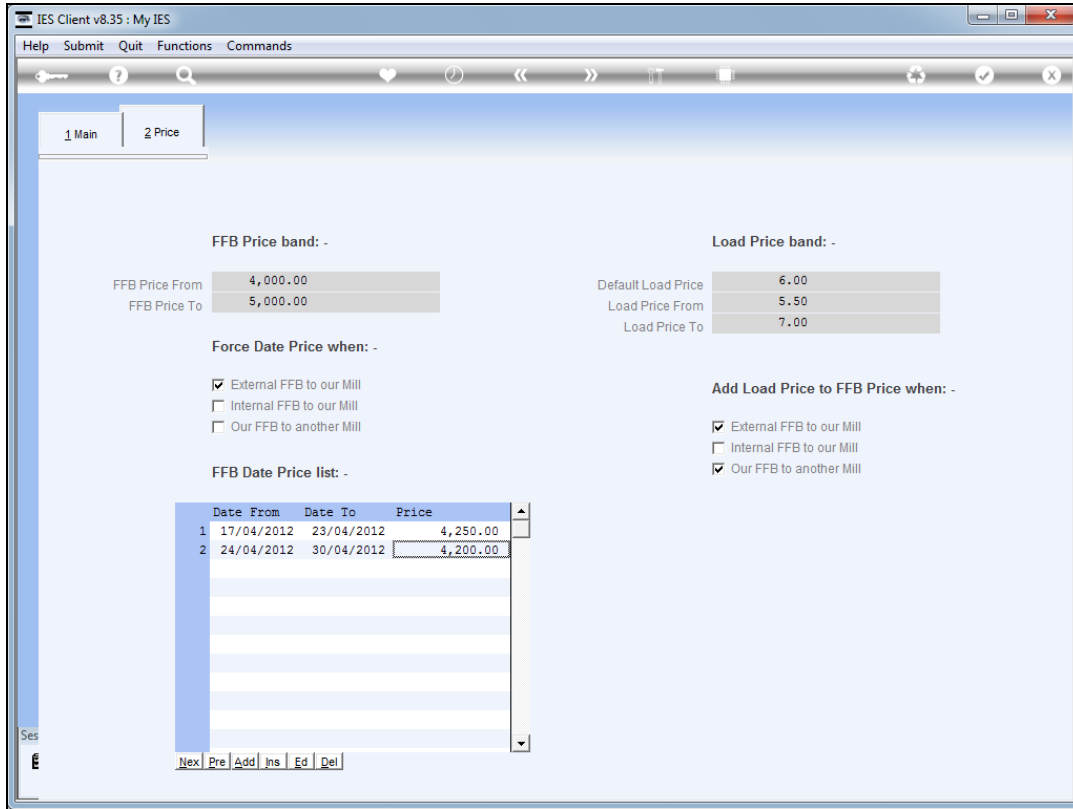 IES Client v8.35 : My IES
Help Submit Quit Functions Commands
1 Main
2 Price
FFB Price band: -
FFB Price From 4,000.00
FFB Price To 5,000.00
Load Price band: -
Default Load Price 6.00
Load Price From 5.50
Load Price To 7.00
Force Date Price when: -
External FFB to our Mill
Internal FFB to our Mill
Our FFB to another Mill
Add Load Price to FFB Price when: -
External FFB to our Mill
Internal FFB to our Mill
Our FFB to another Mill
FFB Date Price list: -
Date From Date To Price
1 17/04/2012 23/04/2012 4,250.00
2 24/04/2012 30/04/2012 4,200.00
Ses
Nex Pre Add Ins Ed Del